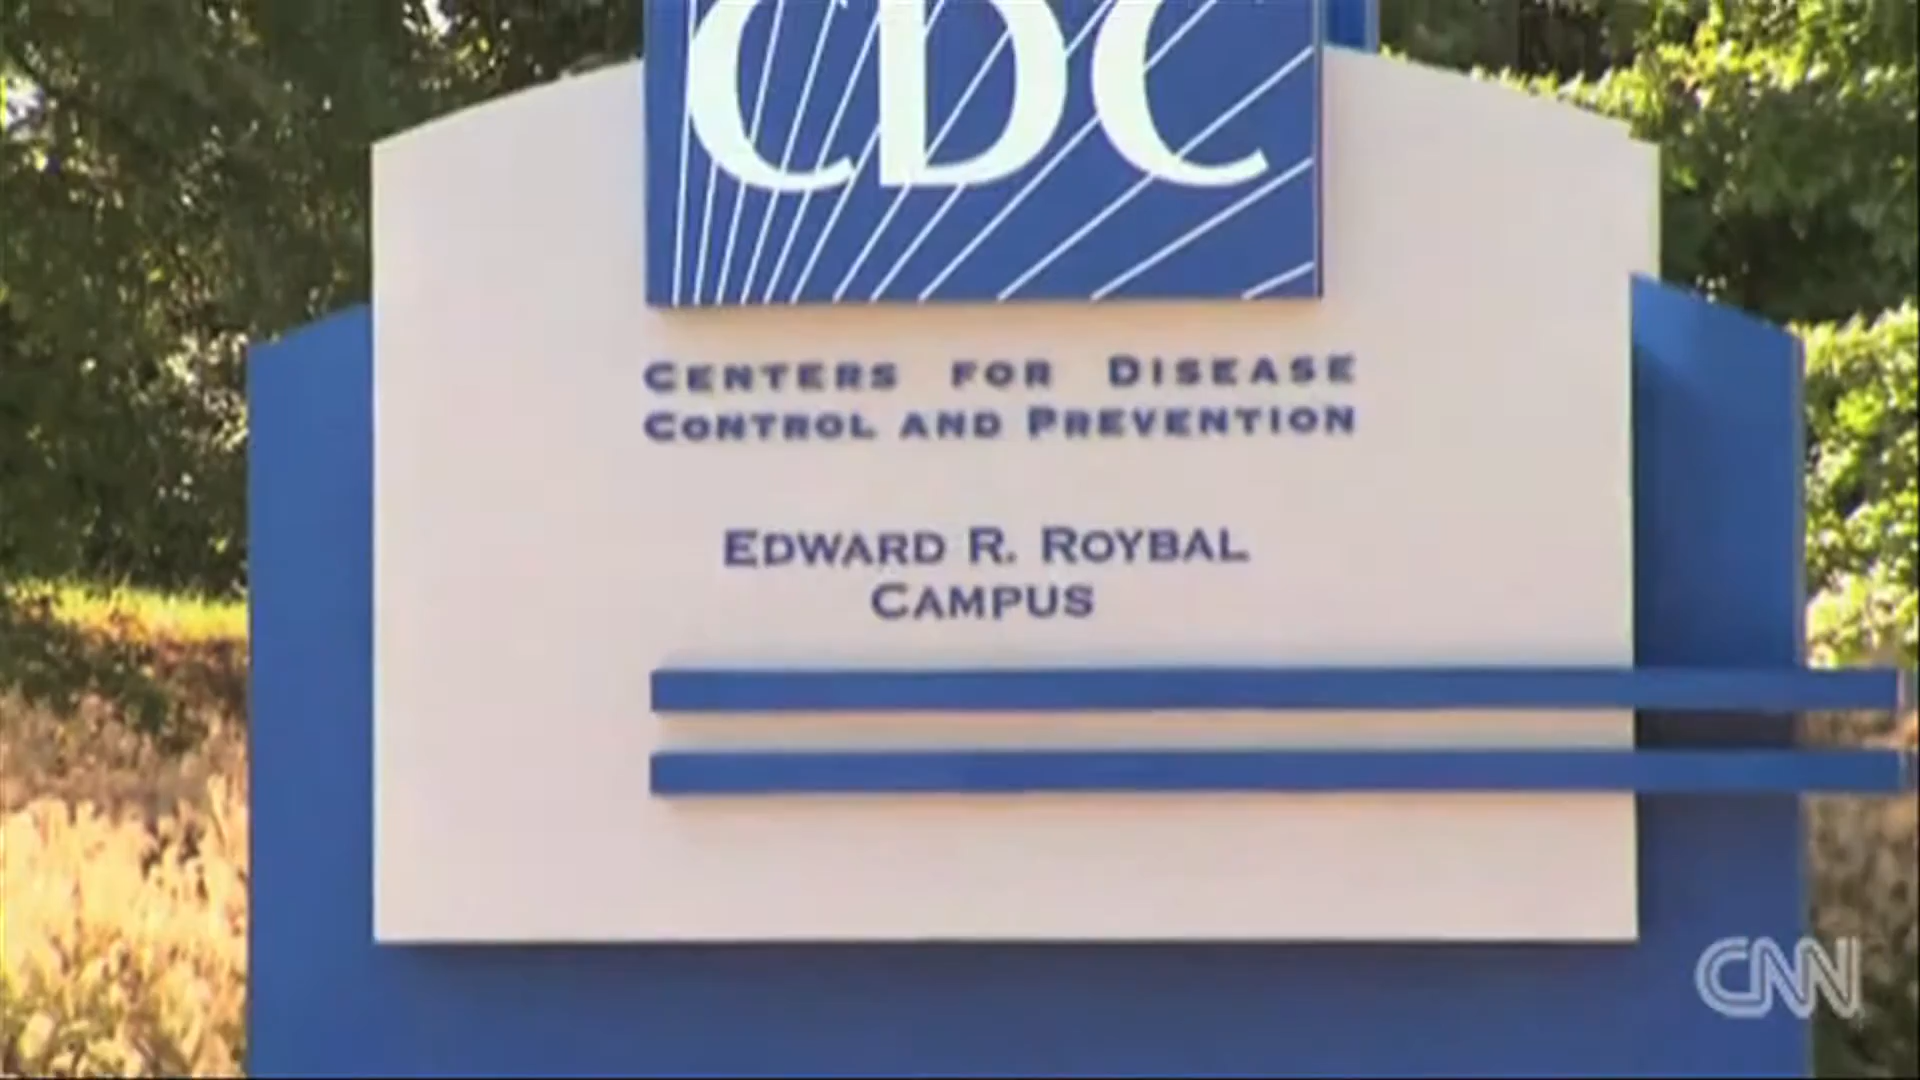 CDC
CENTERS FOR DISEASE
CONTROL AND PREVENTION
EDWARD R. ROYBAL
CAMPUS
CNN